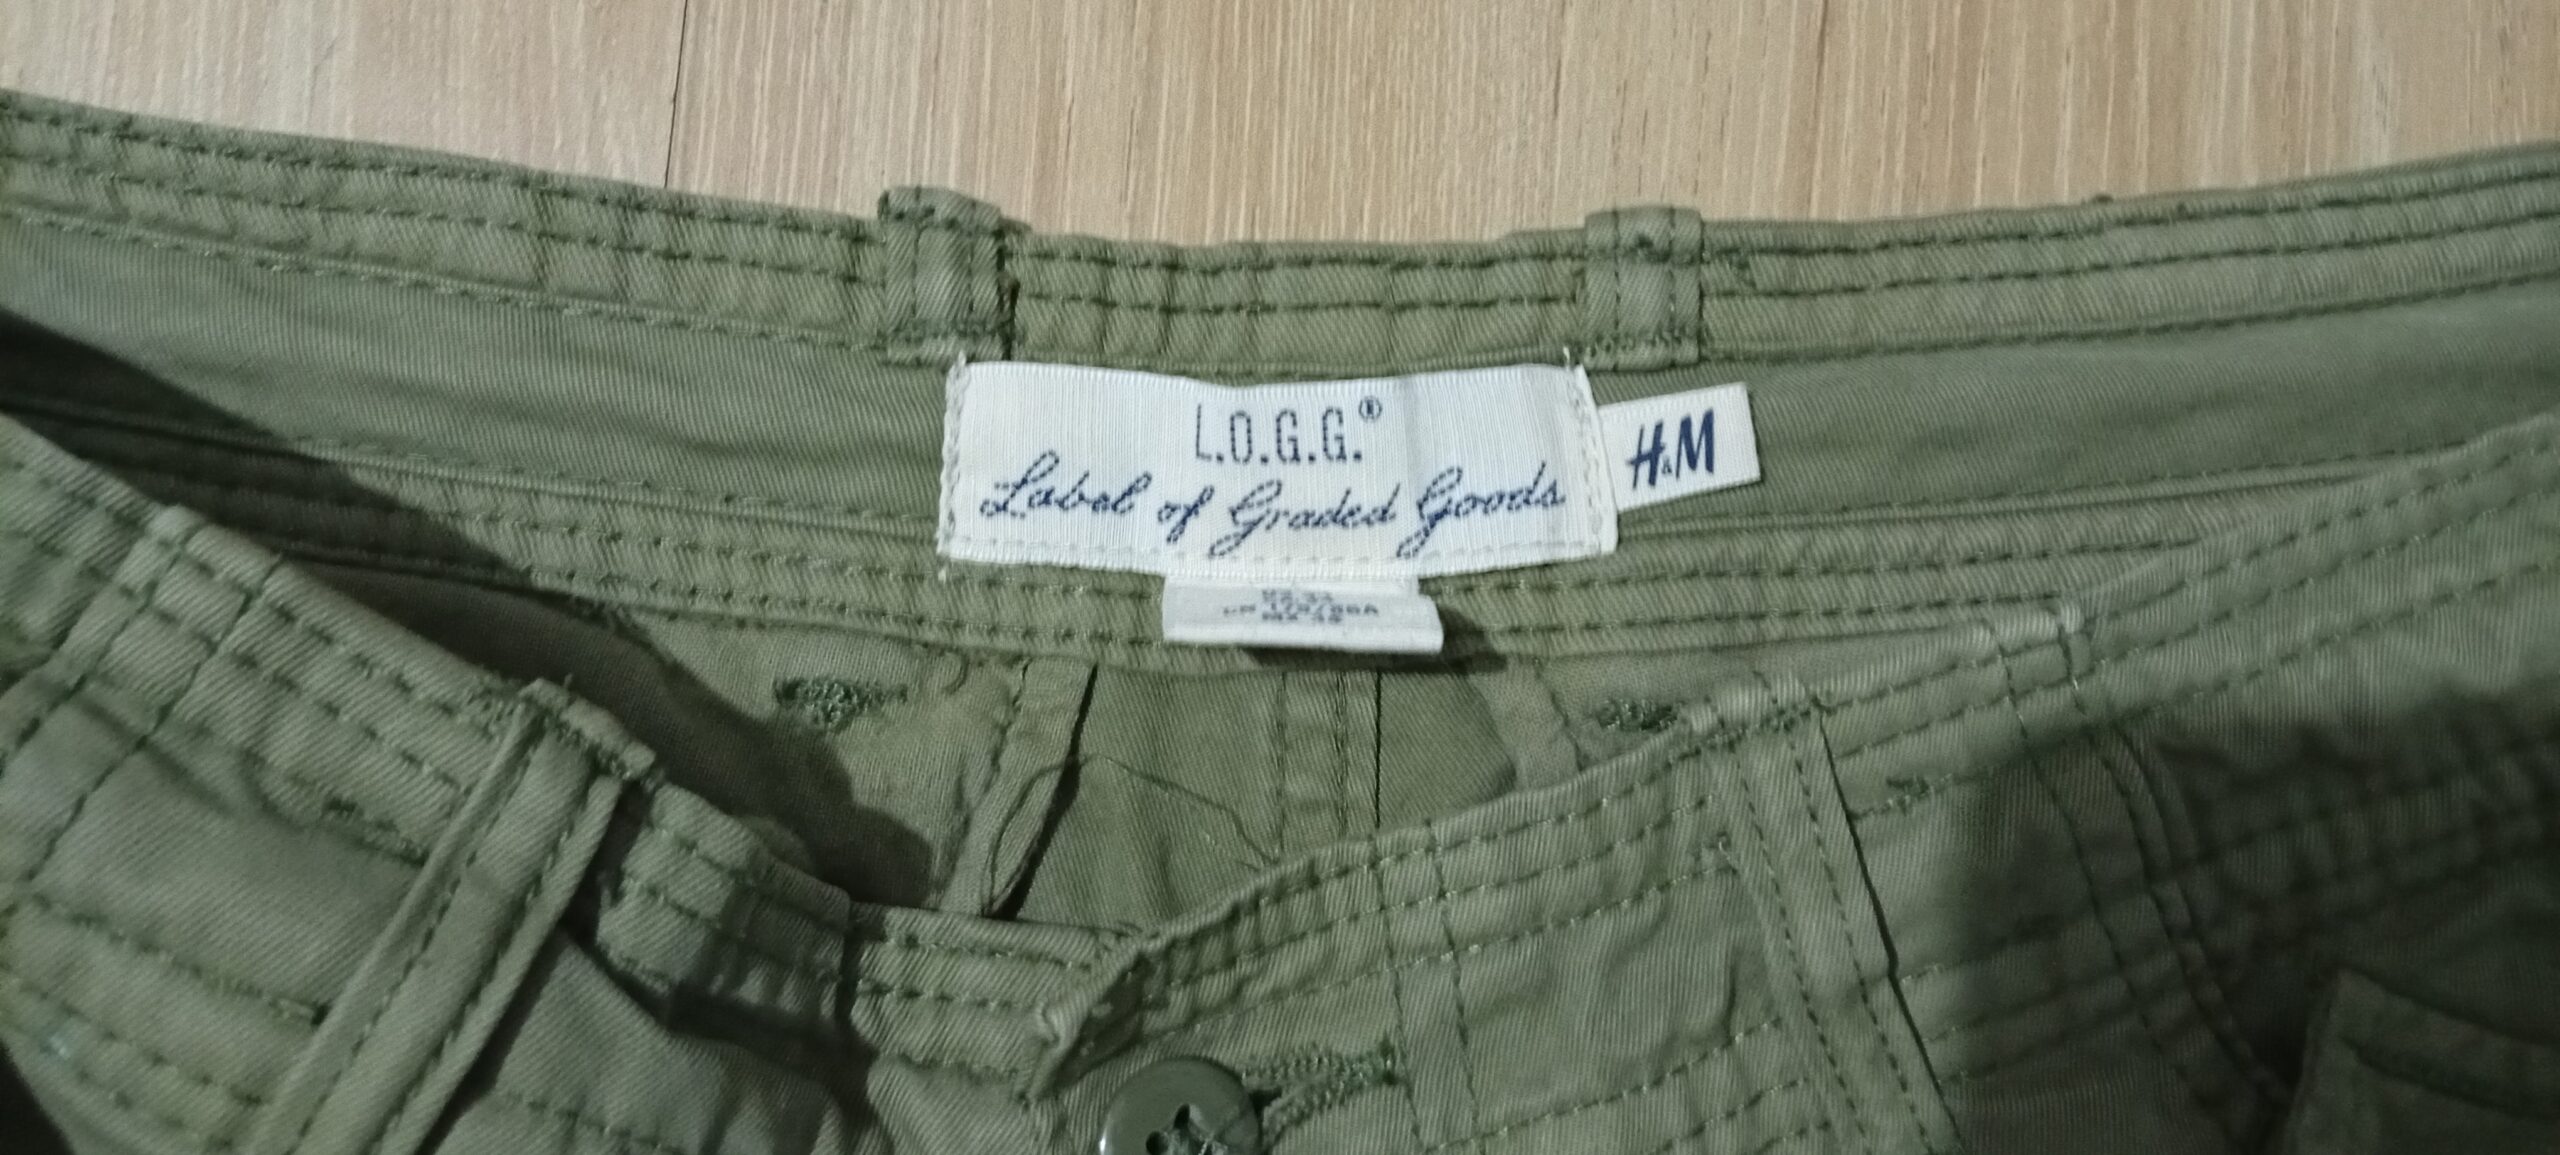 L.O.G.G.®
Label of Graded Goods
H&M